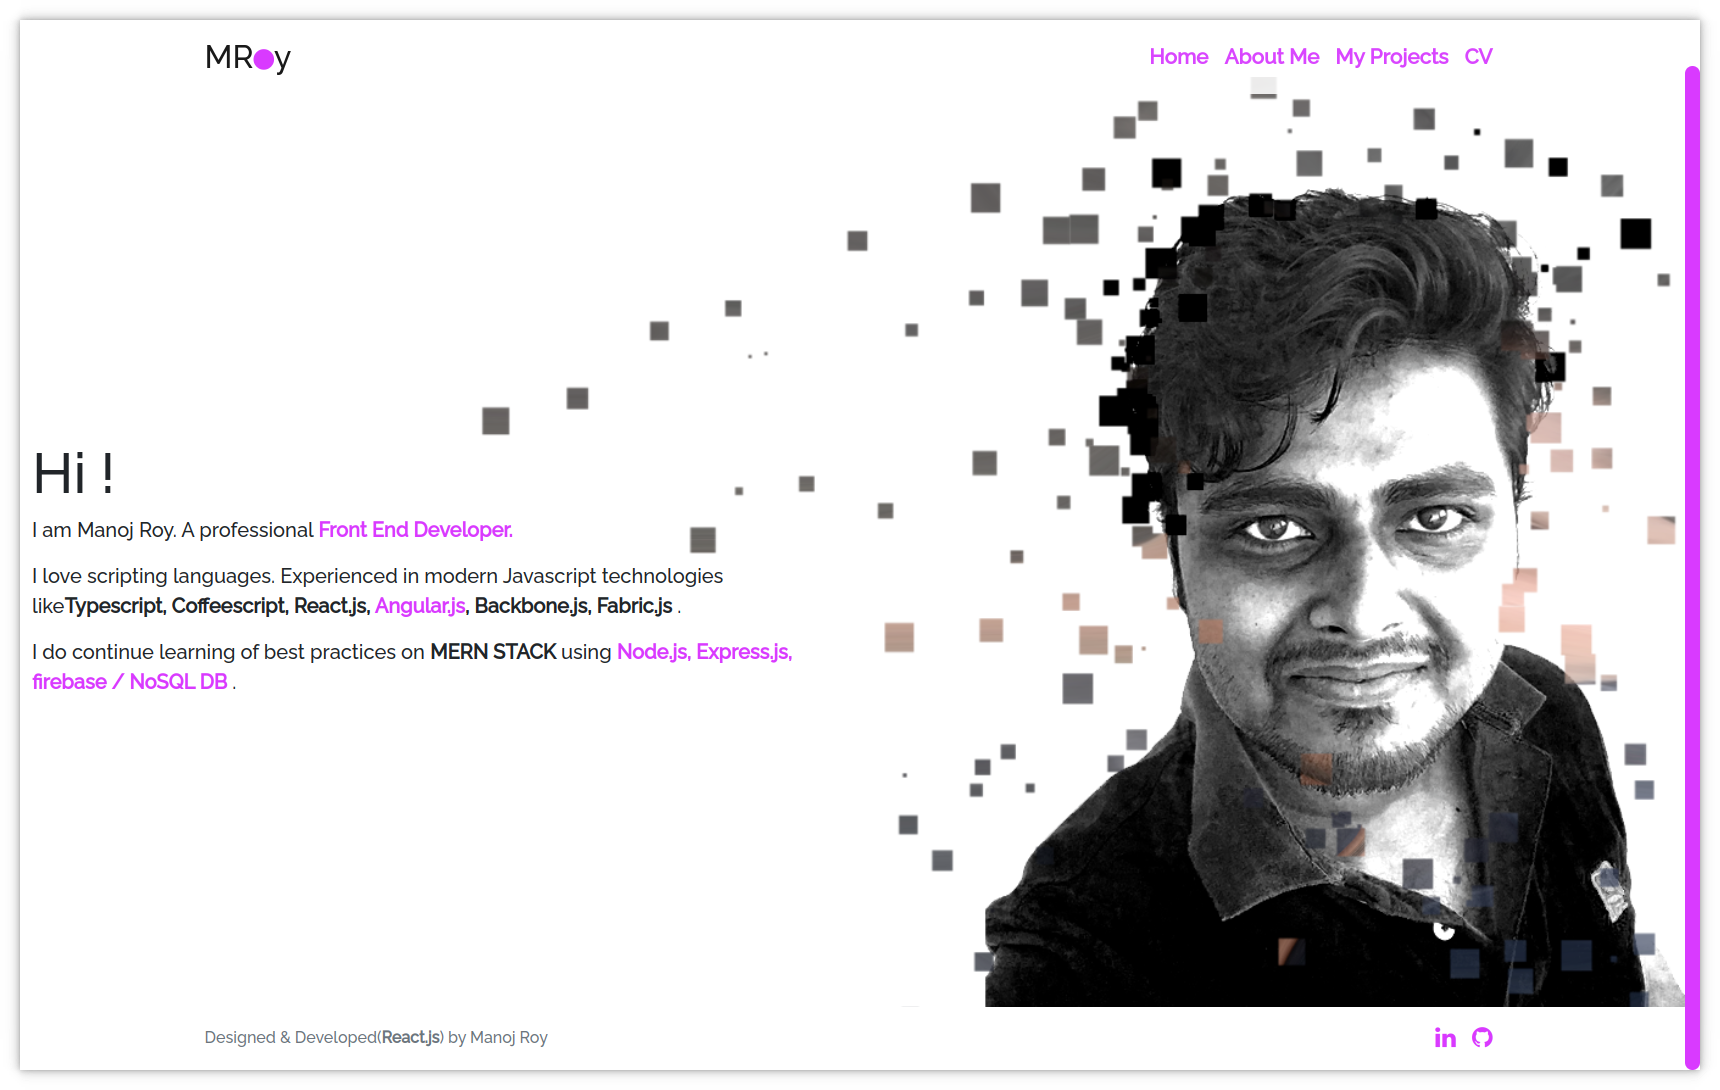 MRoy
Home About Me My Projects CV
Hi !
I am Manoj Roy. A professional Front End Developer.
I love scripting languages. Experienced in modern Javascript technologies
likeTypescript, Coffeescript, React.js, Angular.js, Backbone.js, Fabric.js .
I do continue learning of best practices on MERN STACK using Node.js, Express.js,
firebase / NoSQL DB .
Designed & Developed(React.js) by Manoj Roy